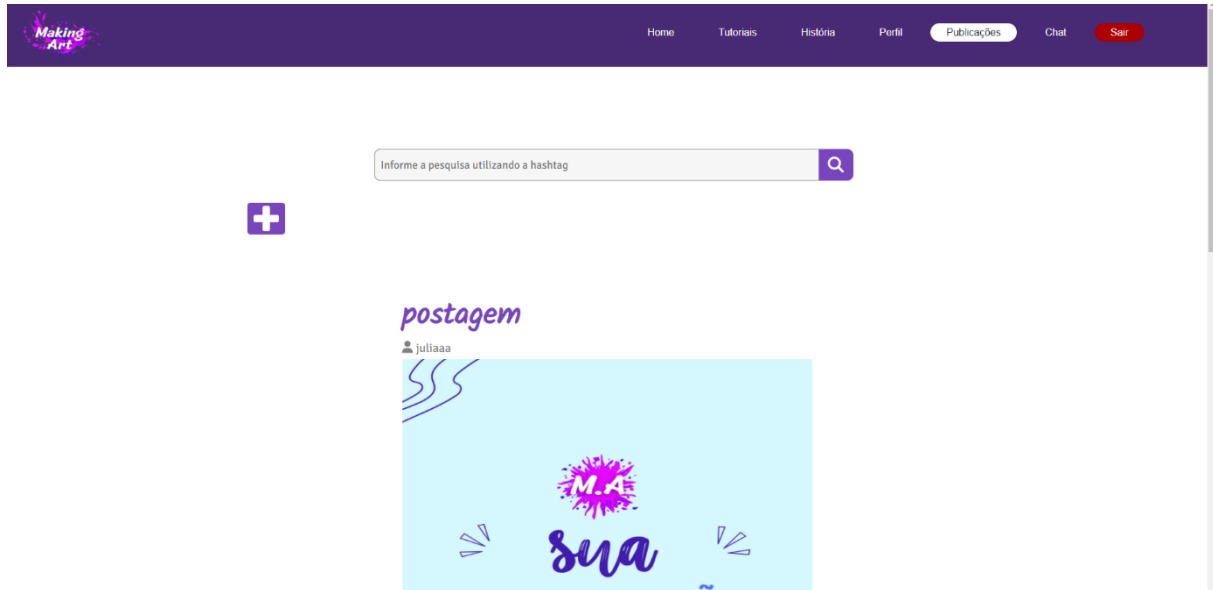 Making
Art
Home Tutoriais História Perfil Publicações Chat Sair
Informe a pesquisa utilizando a hashtag
postagem
juliaaa
M.A.
sua